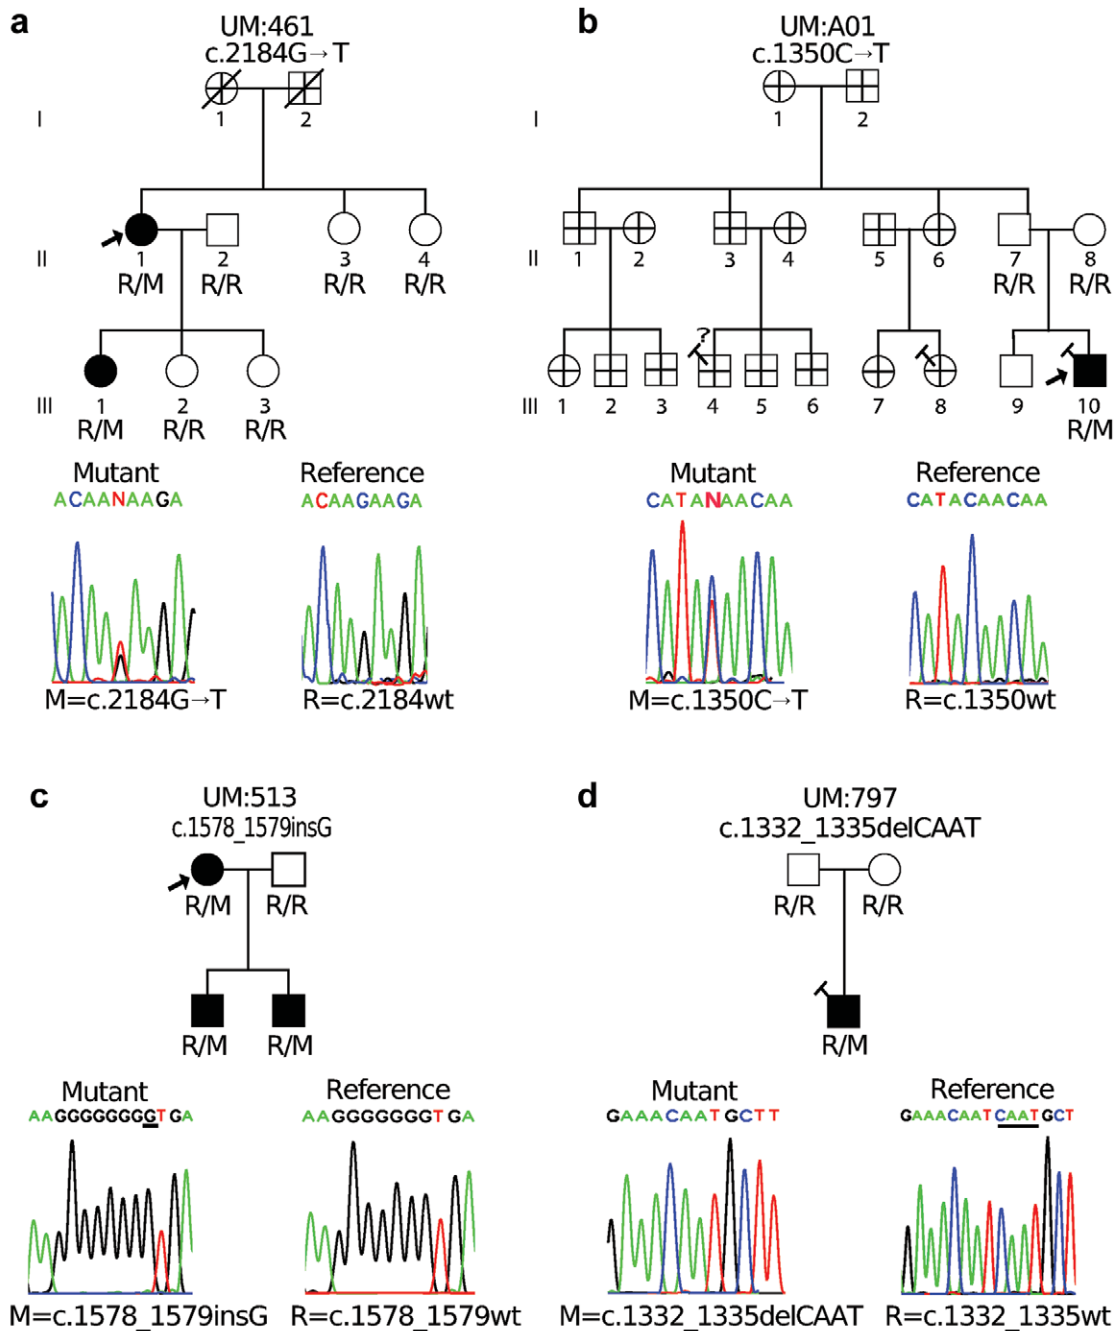 a
UM:461
c.2184G→T
1 2
I
II
1 2 3 4
R/M R/R R/R R/R
III
1 2 3
R/M R/R R/R
Mutant
ACAANAAGA
M=c.2184G→T
Reference
ACAAGAAGA
R=c.2184wt
b
UM:A01
c.1350C→T
I
1 2
II
1 2 3 4 5 6 7 8
R/R R/R
?
III
1 2 3 4 5 6 7 8 9 10
R/M
Mutant
CATANAACAA
M=c.1350C→T
Reference
CATACAACAA
R=c.1350wt
c
UM:513
c.1578_1579insG
R/M R/R
R/M R/M
Mutant
AAGGGGGGGGTGA
M=c.1578_1579insG
Reference
AAGGGGGGGTGA
R=c.1578_1579wt
d
UM:797
c.1332_1335delCAAT
R/R R/R
R/M
Mutant
GAAACAATGCTT
M=c.1332_1335delCAAT
Reference
GAAACAATCAATGCT
R=c.1332_1335wt